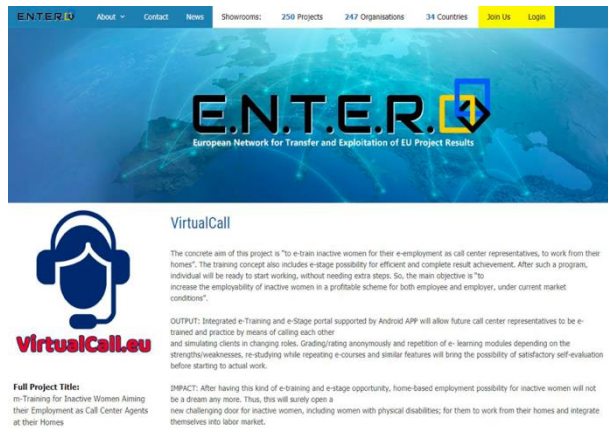 E.N.T.E.R. About Contact News Showrooms: 250 Projects 247 Organisations 34 Countries Join Us Login
E.N.T.E.R.
European Network for Transfer and Exploitation of EU Project Results
VirtualCall
The concrete aim of this project is "to e-train inactive women for their e-employment as call center representatives, to work from their
homes". The training concept also includes e-stage possibility for efficient and complete result achievement. After such a program,
individual will be ready to start working, without needing extra steps. So, the main objective is "to
increase the employability of inactive women in a profitable scheme for both employee and employer, under current market
conditions".
OUTPUT: Integrated e-Training and e-Stage portal supported by Android APP will allow future call center representatives to be e-
trained and practice by means of calling each other
and simulating clients in changing roles. Grading/rating anonymously and repetition of e- learning modules depending on the
strengths/weaknesses, re-studying while repeating e-courses and similar features will bring the possibility of satisfactory self-evaluation
before starting to actual work.
IMPACT: After having this kind of e-training and e-stage opportunity, home-based employment possibility for inactive women will not
be a dream any more. Thus, this will surely open a
new challenging door for inactive women, including women with physical disabilities; for them to work from their homes and integrate
themselves into labor market.
VirtualCall.eu
Full Project Title:
m-Training for Inactive Women Aiming
their Employment as Call Center Agents
at their Homes